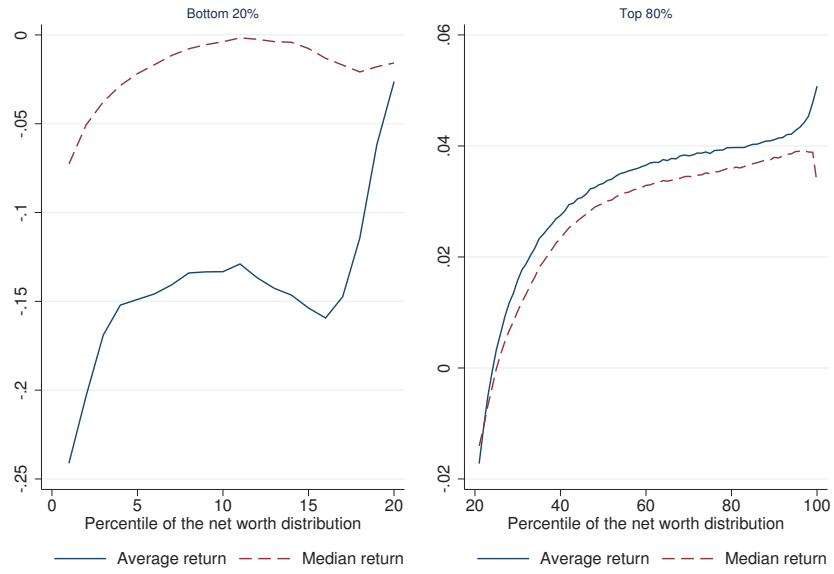 Bottom 20%
0
-.05
-.1
-.15
-.2
-.25
0 5 10 15 20
Percentile of the net worth distribution
Average return Median return
Top 80%
.06
.04
.02
0
-.02
20 40 60 80 100
Percentile of the net worth distribution
Average return Median return